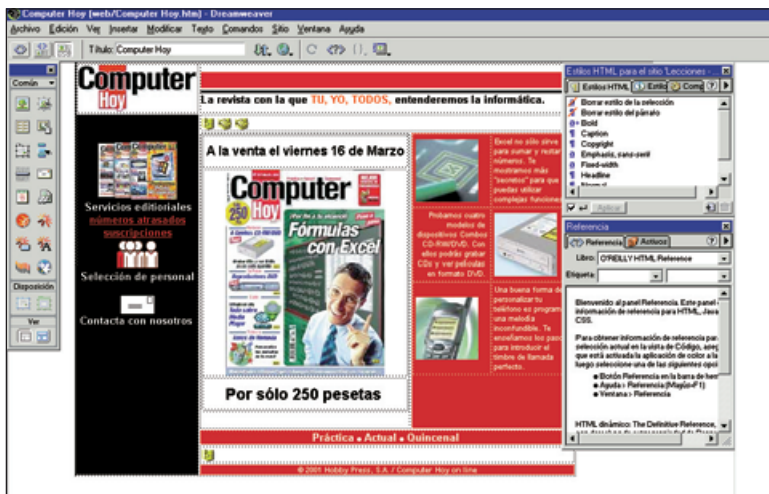 Computer Hoy (web/Computer Hoy.htm) - Dreamweaver
Archivo Edición Ver Insertar Modificar Texto Comandos Sitio Ventana Ayuda
Título: Computer Hoy
Común
Disposición
Ver
Computer
Hoy
La revista con la que TU, YO, TODOS, entenderemos la informática.
Servicios editoriales
números atrasados
suscripciones
Selección de personal
Contacta con nosotros
A la venta el viernes 16 de Marzo
Computer
Hoy
250
Fórmulas
con Excel
Por sólo 250 pesetas
Excel no sólo sirve
para sumar y restar
números. Te
mostramos más
"secretos" para que
puedas utilizar
complejas funciones
Probamos cuatro
modelos de
dispositivos Combos
CD-RW/DVD. Con
ellos podrás grabar
CDs y ver películas
en formato DVD.
Una buena forma de
personalizar tu
teléfono es program
una melodía
inconfundible. Te
enseñamos los paso
para introducir el
timbre de llamada
perfecto.
Práctica • Actual • Quincenal
© 2001 Hobby Press, S.A. / Computer Hoy on line
Estilos HTML para el sitio 'Lecciones - ...
Estilos HTML Estilo Comp
Borrar estilo de la selección
Borrar estilo del párrafo
Bold
Caption
Copyright
Emphasis, sans-serif
Fixed-width
Headline
Normal
Aplicar
Referencia
Referencia Activos
Libro: O'REILLY HTML Reference
Etiqueta:
Bienvenido al panel Referencia. Este panel
información de referencia para HTML, Java
CSS.
Para obtener información de referencia para
selección actual en la vista de Código, aseg
que está activada la aplicación de color a la
luego seleccione una de las siguientes opci
• Botón Referencia en la barra de herr
• Ayuda > Referencia (Mayús+F1)
• Ventana > Referencia
HTML dinámico: The Definitive Reference,